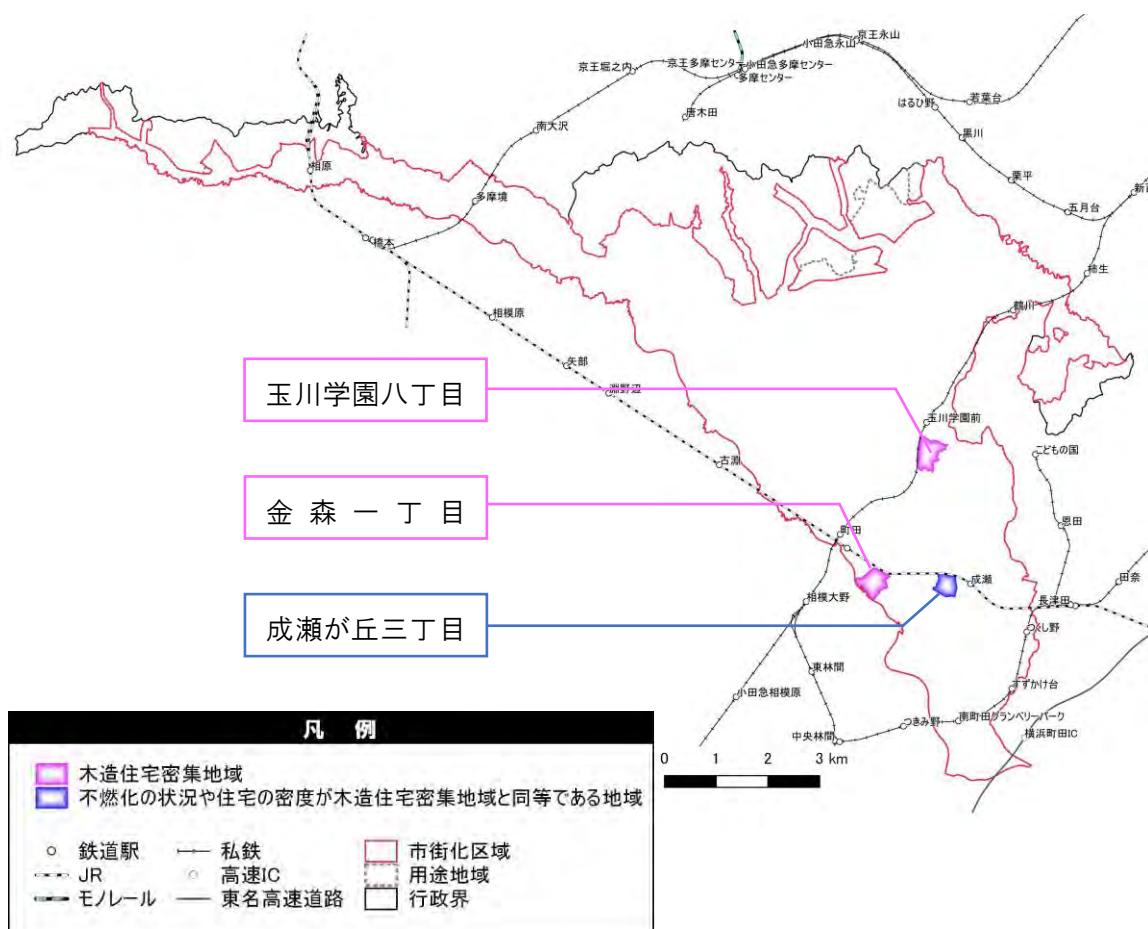 小田急永山
京王永山
京王堀之内
京王多摩センター
小田急多摩センター
多摩センター
唐木田
はるひ野
若葉台
南大沢
黒川
栗平
相原
多摩境
五月台
橋本
柿生
相模原
鶴川
矢部
淵野辺
玉川学園八丁目
玉川学園前
こどもの国
古淵
金森一丁目
恩田
町田
成瀬
田奈
相模大野
長津田
成瀬が丘三丁目
つくし野
東林間
すずかけ台
小田急相模原
つきみ野
南町田グランベリーパーク
中央林間
横浜町田IC
0 1 2 3 km
凡 例
木造住宅密集地域
不燃化の状況や住宅の密度が木造住宅密集地域と同等である地域
鉄道駅 私鉄 市街化区域
JR 高速IC 用途地域
モノレール 東名高速道路 行政界